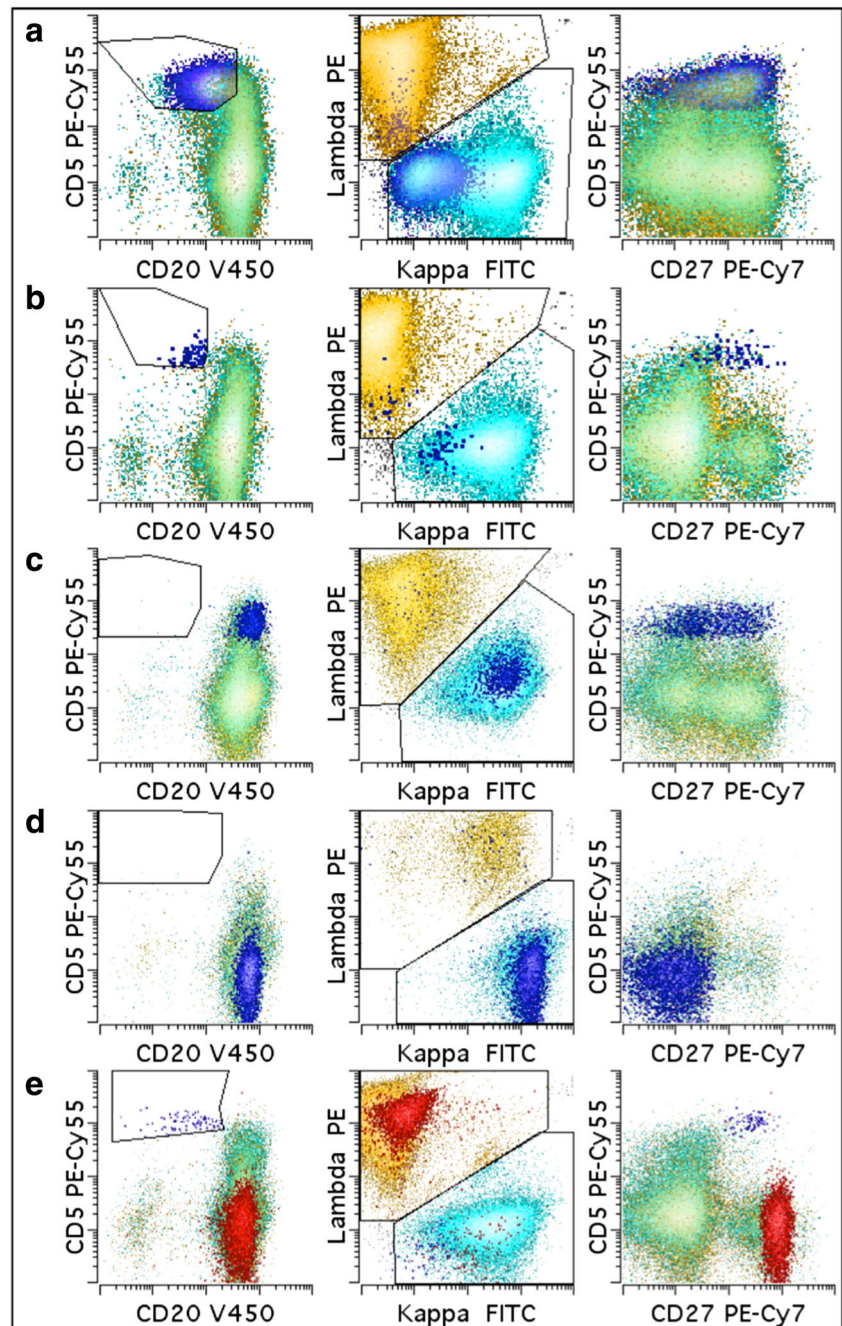 a
CD5 PE-Cy55
CD20 V450
Lambda PE
Kappa FITC
CD5 PE-Cy55
CD27 PE-Cy7
b
CD5 PE-Cy55
CD20 V450
Lambda PE
Kappa FITC
CD5 PE-Cy55
CD27 PE-Cy7
c
CD5 PE-Cy55
CD20 V450
Lambda PE
Kappa FITC
CD5 PE-Cy55
CD27 PE-Cy7
d
CD5 PE-Cy55
CD20 V450
Lambda PE
Kappa FITC
CD5 PE-Cy55
CD27 PE-Cy7
e
CD5 PE-Cy55
CD20 V450
Lambda PE
Kappa FITC
CD5 PE-Cy55
CD27 PE-Cy7